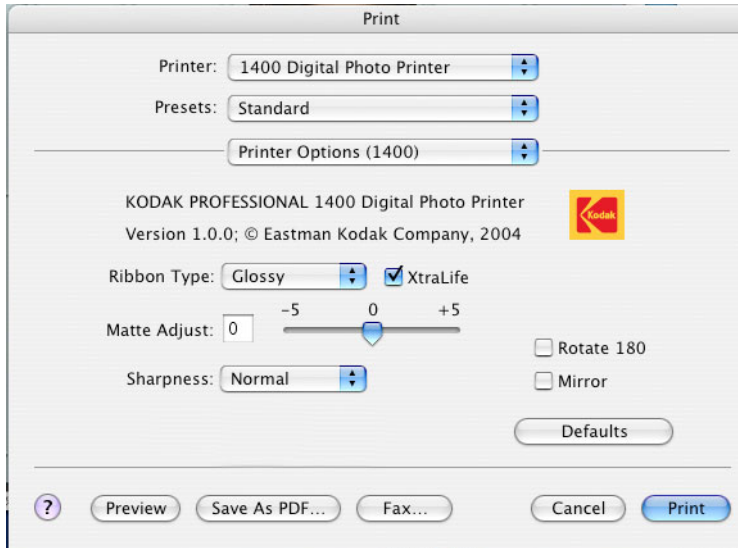 Print
Printer: 1400 Digital Photo Printer
Presets: Standard
Printer Options (1400)
KODAK PROFESSIONAL 1400 Digital Photo Printer
Kodak
Version 1.0.0; © Eastman Kodak Company, 2004
Ribbon Type: Glossy XtraLife
-5 0 +5
Matte Adjust: 0
Rotate 180
Sharpness: Normal Mirror
Defaults
? Preview Save As PDF... Fax... Cancel Print